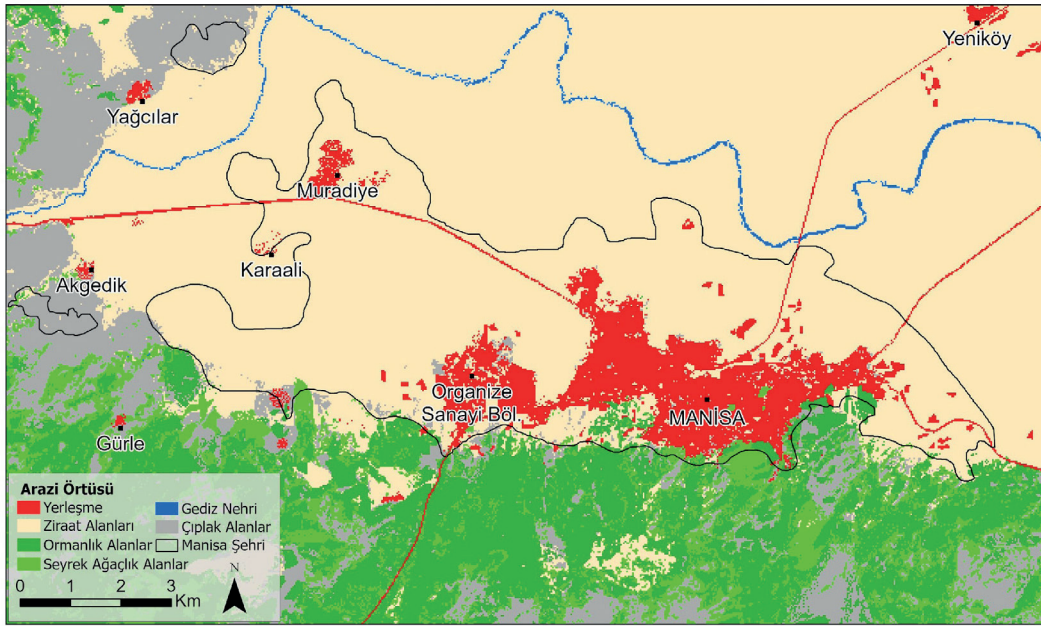 Yeniköy
Yağcılar
Muradiye
Karaali
Akgedik
Organize
Sanayi Böl.
MANİSA
Gürle
Arazi Örtüsü
Yerleşme
Gediz Nehri
Ziraat Alanları
Çıplak Alanlar
Ormanlık Alanlar
Manisa Şehri
Seyrek Ağaçlık Alanlar
N
0 1 2 3
Km